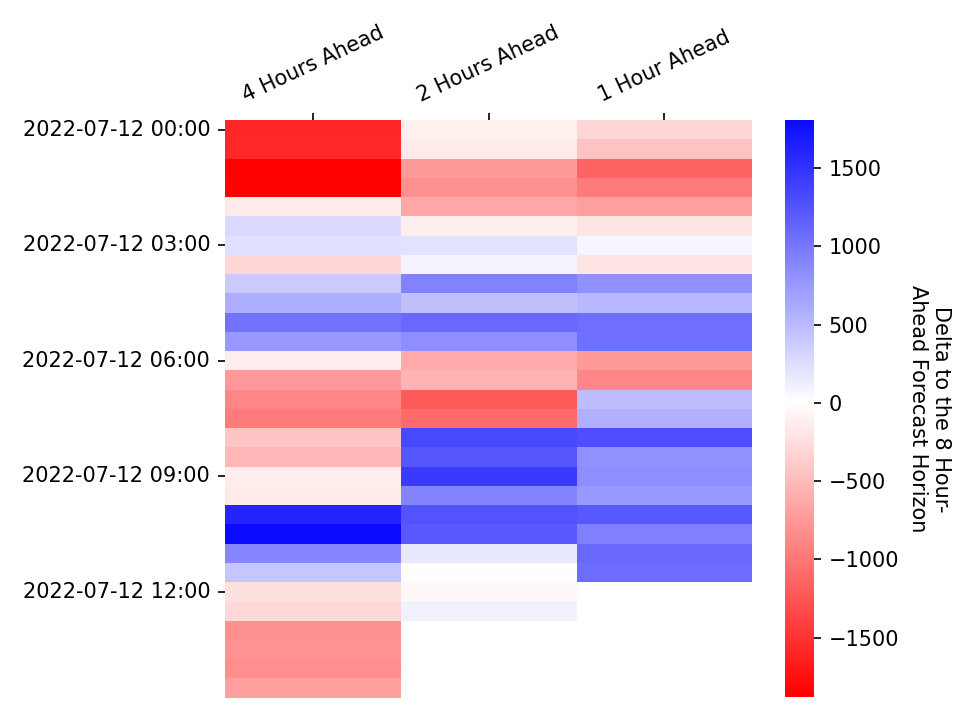 4 Hours Ahead
2 Hours Ahead
1 Hour Ahead
2022-07-12 00:00
2022-07-12 03:00
2022-07-12 06:00
2022-07-12 09:00
2022-07-12 12:00
1500
1000
500
0
−500
−1000
−1500
Delta to the 8 Hour-
Ahead Forecast Horizon